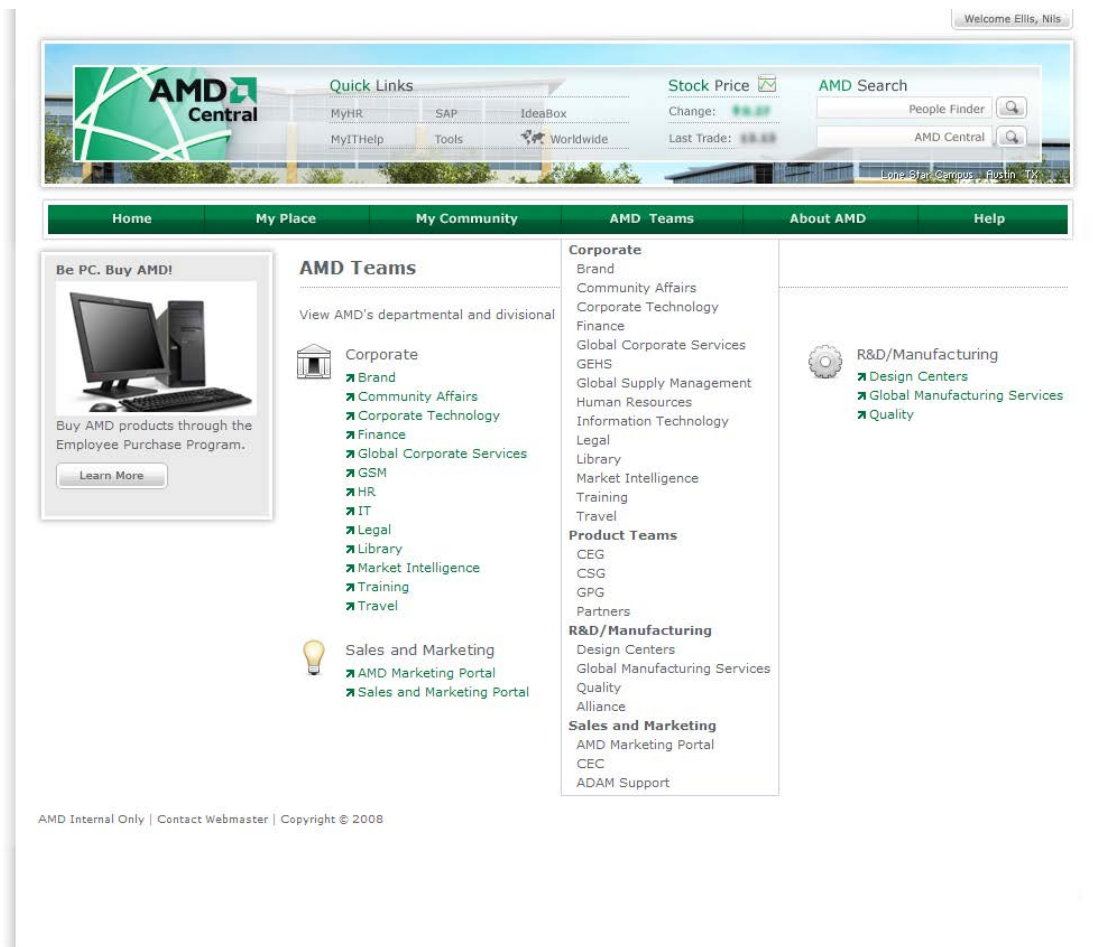 Welcome Ellis, Nils
AMD
Central
Quick Links
MyHR SAP IdeaBox
MyITHelp Tools Worldwide
Stock Price
Change:
Last Trade:
AMD Search
People Finder
AMD Central
Lone Star Campus Austin TX
Home My Place My Community AMD Teams About AMD Help
Be PC. Buy AMD!
Buy AMD products through the
Employee Purchase Program.
Learn More
AMD Teams
View AMD's departmental and divisional
Corporate
Brand
Community Affairs
Corporate Technology
Finance
Global Corporate Services
GSM
HR
IT
Legal
Library
Market Intelligence
Training
Travel
Sales and Marketing
AMD Marketing Portal
Sales and Marketing Portal
Corporate
Brand
Community Affairs
Corporate Technology
Finance
Global Corporate Services
GEHS
Global Supply Management
Human Resources
Information Technology
Legal
Library
Market Intelligence
Training
Travel
Product Teams
CEG
CSG
GPG
Partners
R&D/Manufacturing
Design Centers
Global Manufacturing Services
Quality
Alliance
Sales and Marketing
AMD Marketing Portal
CEC
ADAM Support
R&D/Manufacturing
Design Centers
Global Manufacturing Services
Quality
AMD Internal Only | Contact Webmaster | Copyright © 2008